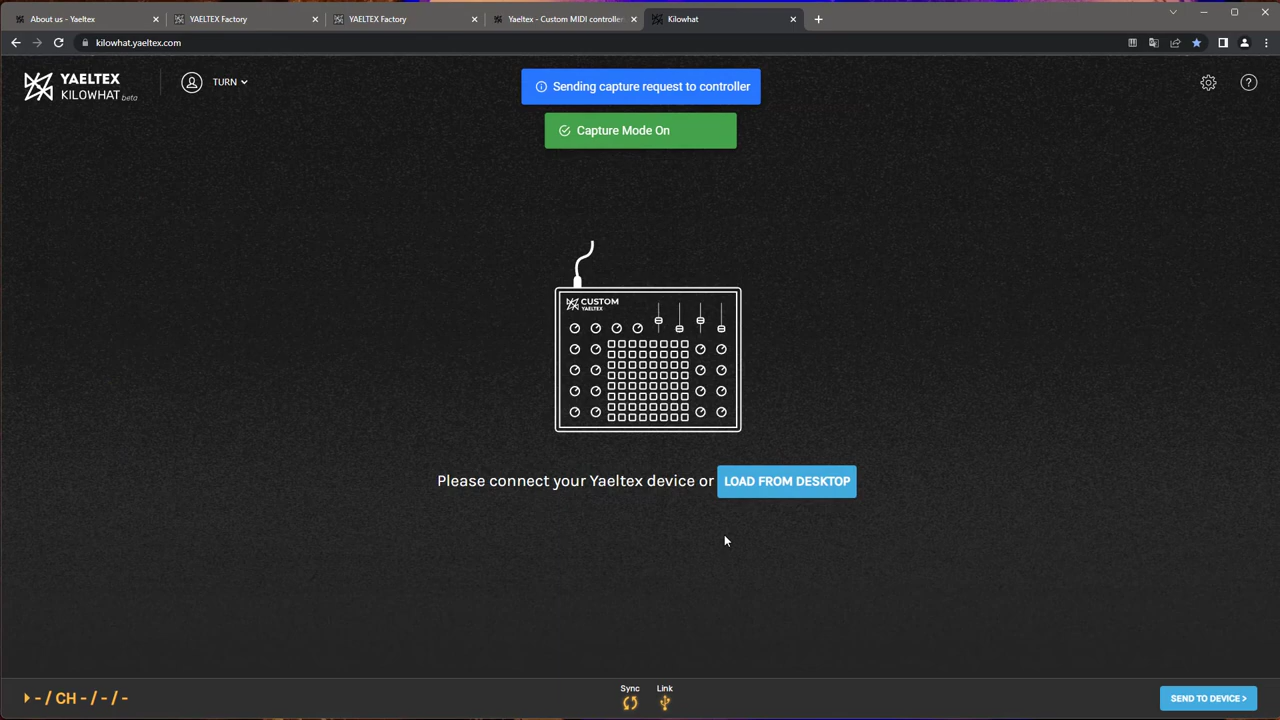 About us - Yaeltex
YAELTEX Factory
YAELTEX Factory
Yaeltex - Custom MIDI controller
Kilowhat
kilowhat.yaeltex.com
YAELTEX
KILOWHAT beta
TURN
Sending capture request to controller
Capture Mode On
CUSTOM
YAELTEX
Please connect your Yaeltex device or LOAD FROM DESKTOP
- / CH - / - / -
Sync
Link
SEND TO DEVICE >